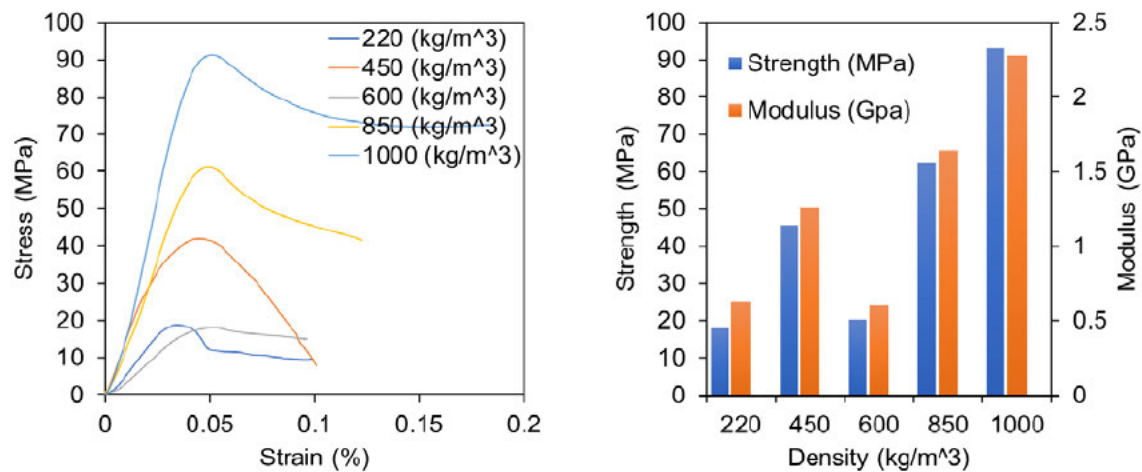 100
90
80
70
60
50
40
30
20
10
0
Stress (MPa)
220 (kg/m^3)
450 (kg/m^3)
600 (kg/m^3)
850 (kg/m^3)
1000 (kg/m^3)
0 0.05 0.1 0.15 0.2
Strain (%)
100
90
80
70
60
50
40
30
20
10
0
Strength (MPa)
Strength (MPa)
Modulus (Gpa)
2.5
2
1.5
1
0.5
0
Modulus (GPa)
220 450 600 850 1000
Density (kg/m^3)